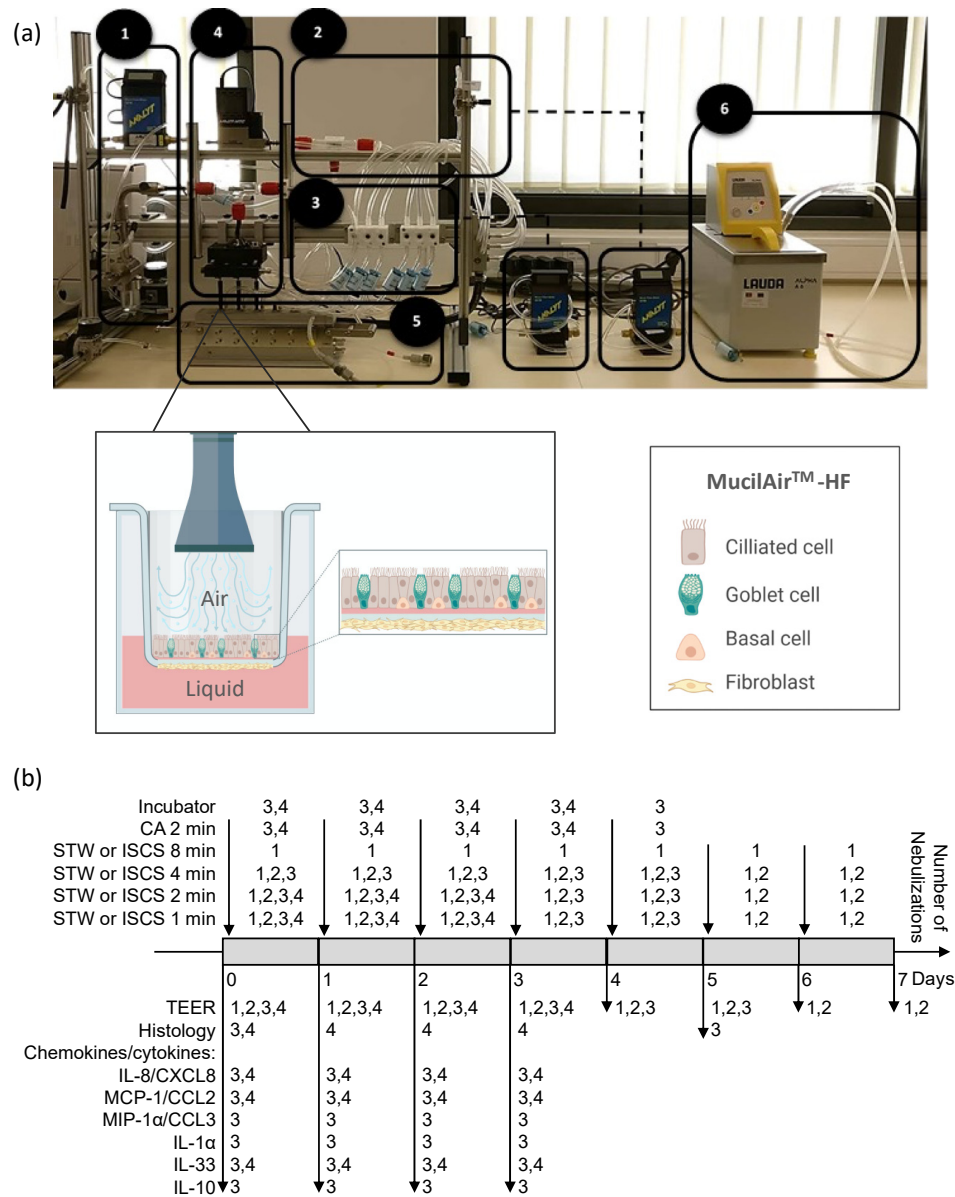 (a)
1
4
2
3
5
6
ANALYT
LAUDA
LAUDA
ALPHA
Air
Liquid
MucilAir™-HF
Cilliated cell
Goblet cell
Basal cell
Fibroblast
(b)
Incubator 3,4 3,4 3,4 3,4 3
CA 2 min 3,4 3,4 3,4 3,4 3
STW or ISCS 8 min 1 1 1 1 1 1 1
STW or ISCS 4 min 1,2,3 1,2,3 1,2,3 1,2,3 1,2,3 1,2 1,2
STW or ISCS 2 min 1,2,3,4 1,2,3,4 1,2,3,4 1,2,3 1,2,3 1,2 1,2
STW or ISCS 1 min 1,2,3,4 1,2,3,4 1,2,3,4 1,2,3 1,2,3 1,2 1,2
Number of
Nebulizations
0 1 2 3 4 5 6 7 Days
TEER 1,2,3,4 1,2,3,4 1,2,3,4 1,2,3,4 1,2,3 1,2,3 1,2 1,2
Histology 3,4 4 4 4 3
Chemokines/cytokines:
IL-8/CXCL8 3,4 3,4 3,4 3,4
MCP-1/CCL2 3,4 3,4 3,4 3,4
MIP-1α/CCL3 3 3 3 3
IL-1α 3 3 3 3
IL-33 3,4 3,4 3,4 3,4
IL-10 3 3 3 3